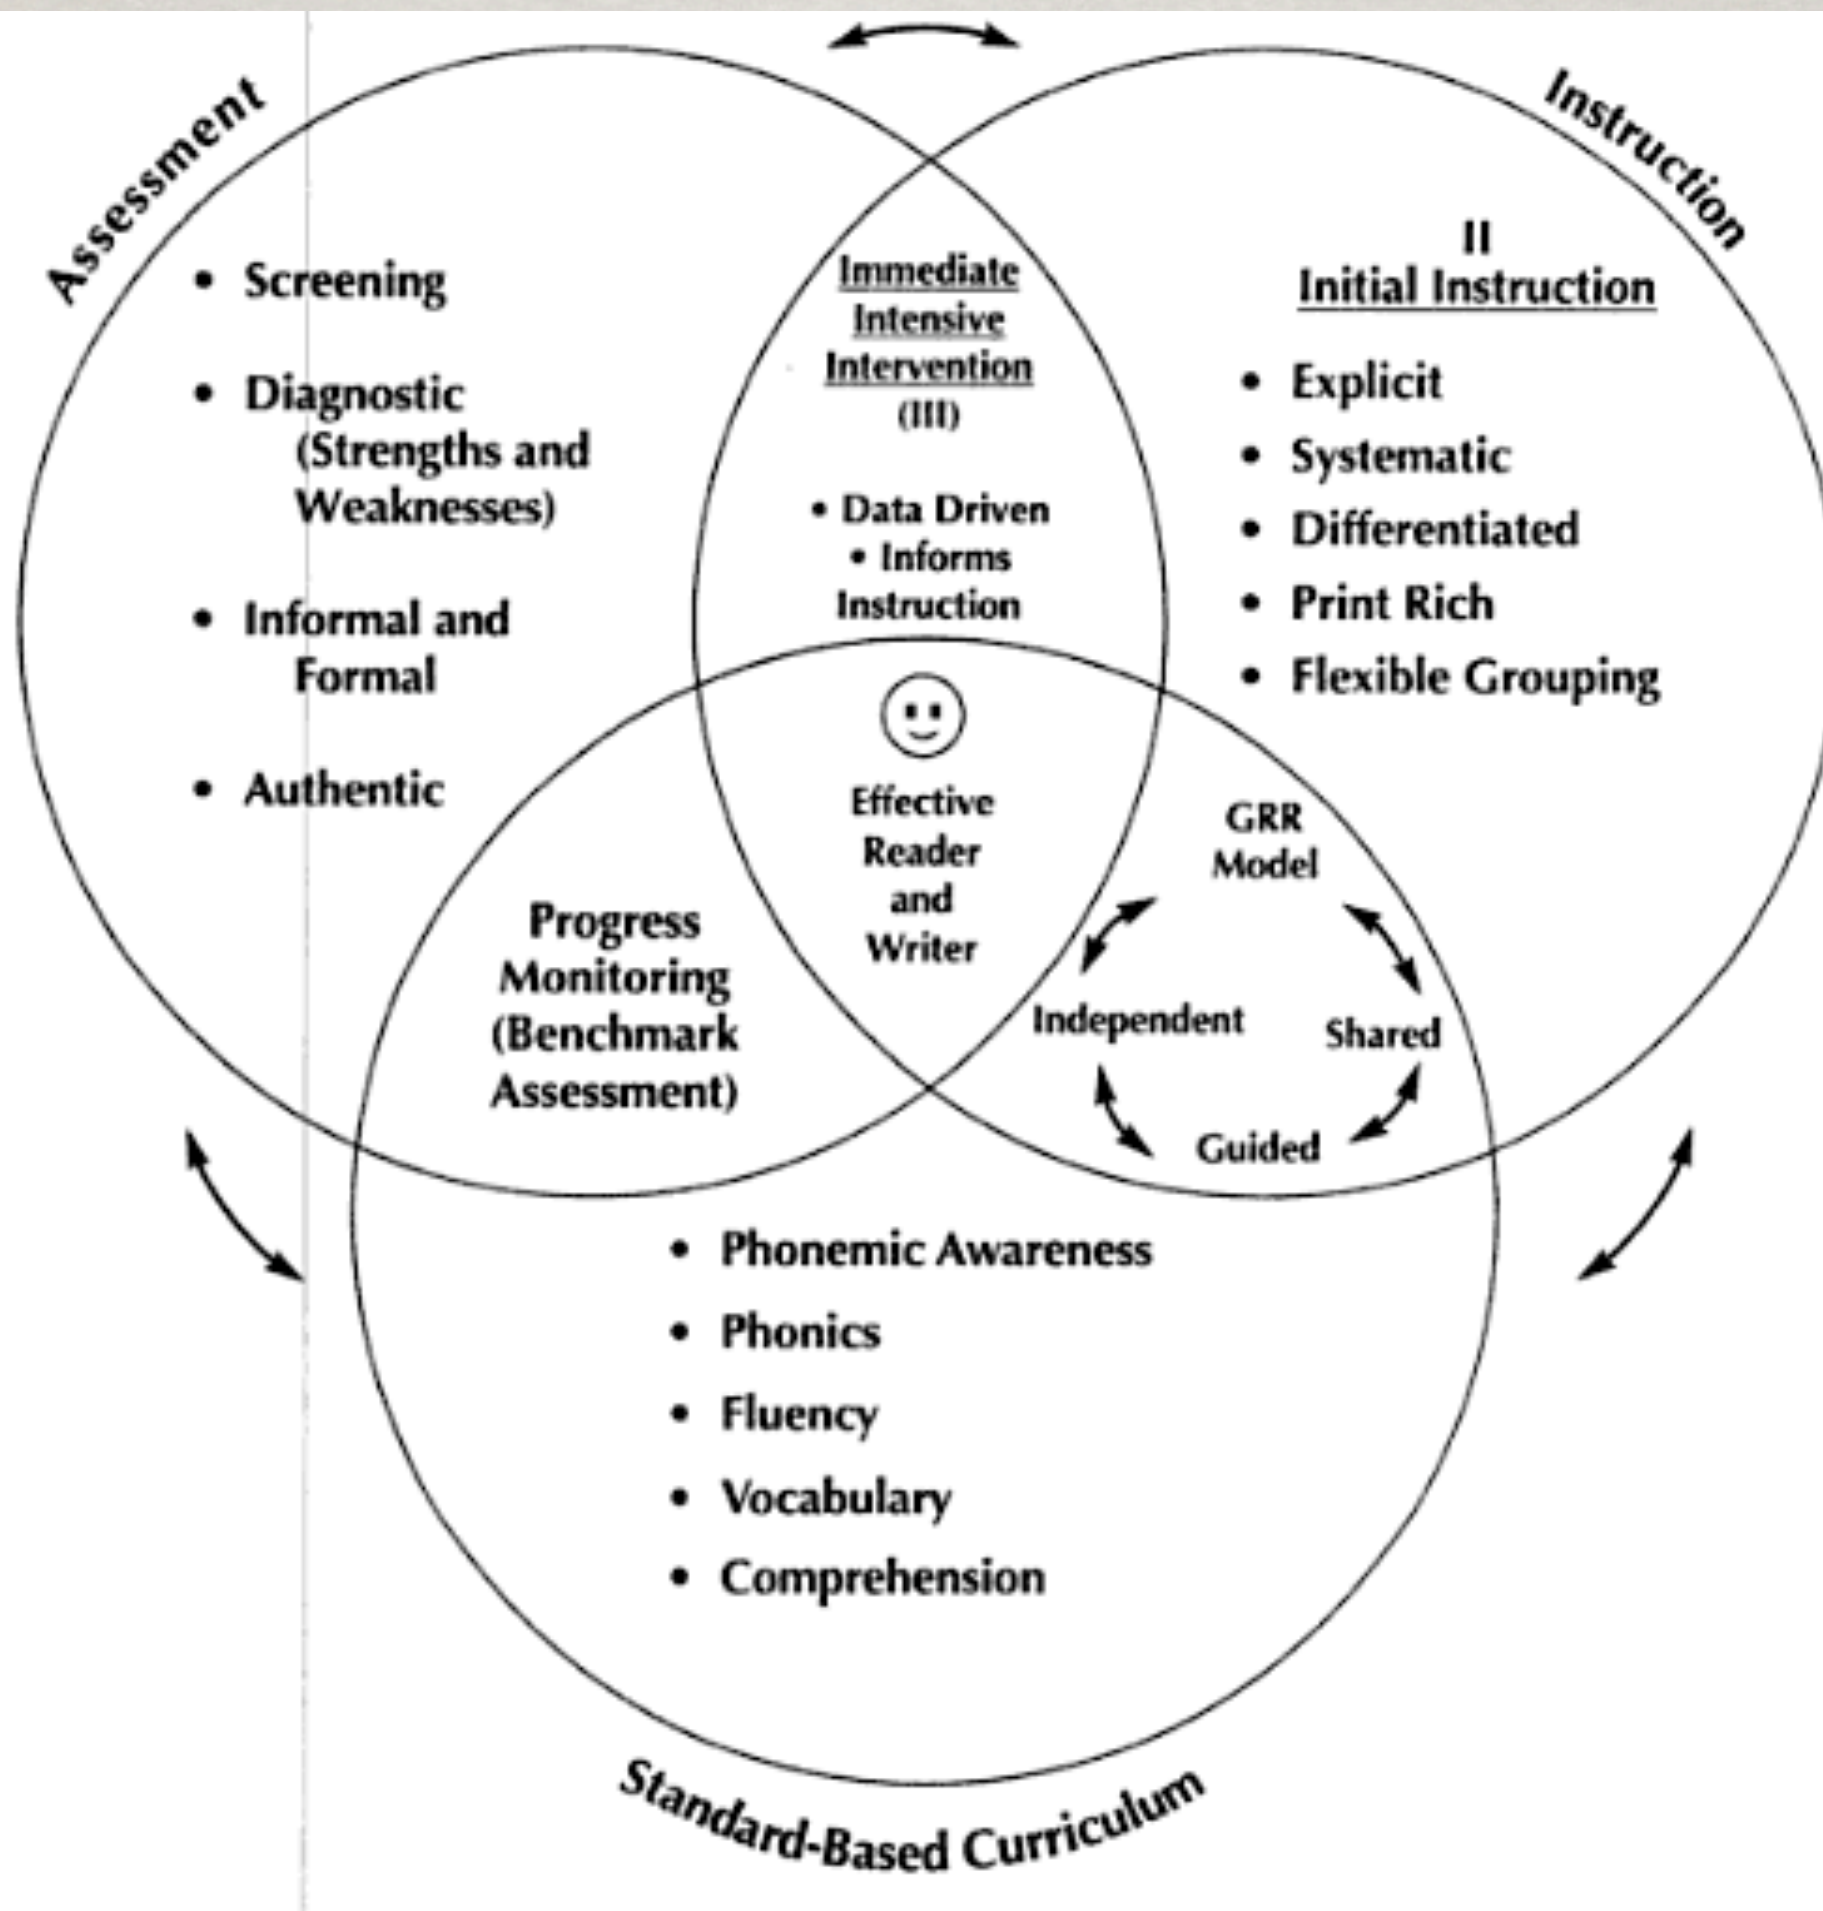 Assessment
• Screening
• Diagnostic
(Strengths and
Weaknesses)
• Informal and
Formal
• Authentic
Immediate
Intensive
Intervention
(III)
• Data Driven
• Informs
Instruction
Instruction
II
Initial Instruction
• Explicit
• Systematic
• Differentiated
• Print Rich
• Flexible Grouping
Effective
Reader
and
Writer
Progress
Monitoring
(Benchmark
Assessment)
GRR
Model
Independent
Shared
Guided
• Phonemic Awareness
• Phonics
• Fluency
• Vocabulary
• Comprehension
Standard-Based Curriculum